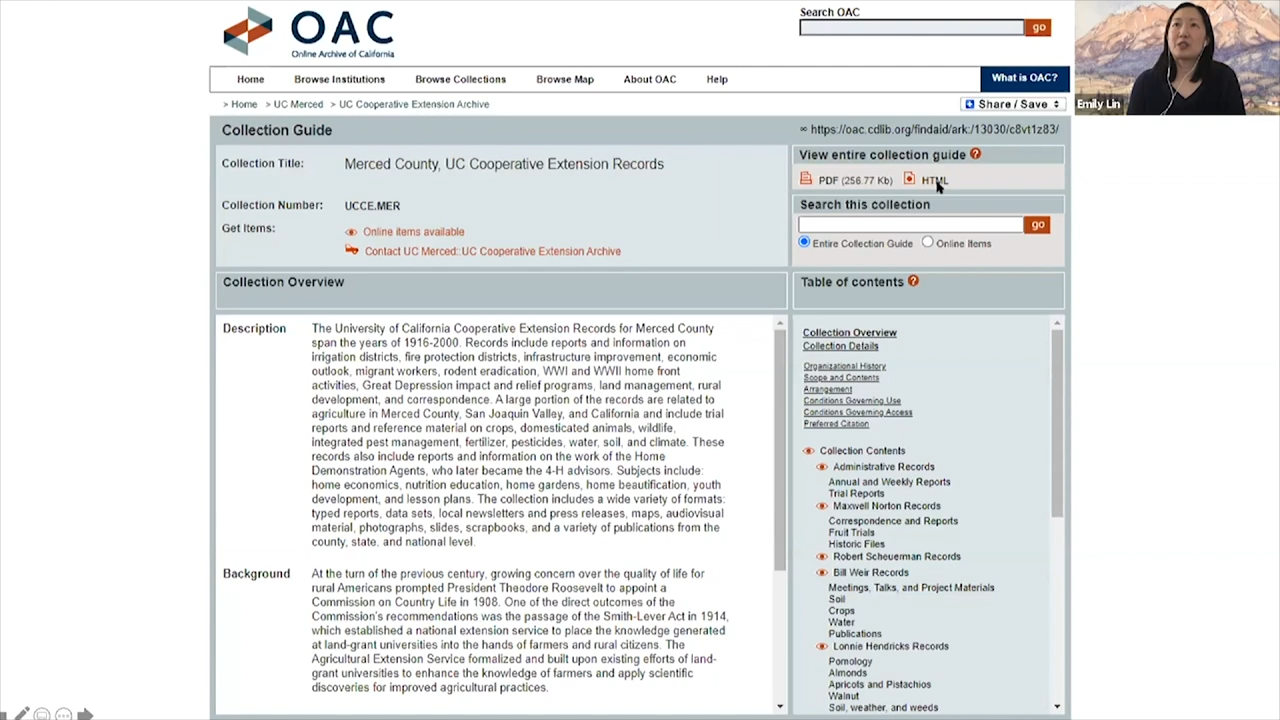 OAC
Online Archive of California
Search OAC
go
Home
Browse Institutions
Browse Collections
Browse Map
About OAC
Help
What is OAC?
> Home > UC Merced > UC Cooperative Extension Archive
Share / Save
Emily Lin
Collection Guide
https://oac.cdlib.org/findaid/ark:/13030/c8vt1z83/
Collection Title:
Merced County, UC Cooperative Extension Records
Collection Number:
UCCE.MER
Get Items:
Online items available
Contact UC Merced::UC Cooperative Extension Archive
View entire collection guide ?
PDF (256.77 Kb)
HTML
Search this collection
go
Entire Collection Guide
Online Items
Collection Overview
Description
The University of California Cooperative Extension Records for Merced County
span the years of 1916-2000. Records include reports and information on
irrigation districts, fire protection districts, infrastructure improvement, economic
outlook, migrant workers, rodent eradication, WWI and WWII home front
activities, Great Depression impact and relief programs, land management, rural
development, and correspondence. A large portion of the records are related to
agriculture in Merced County, San Joaquin Valley, and California and include trial
reports and reference material on crops, domesticated animals, wildlife,
integrated pest management, fertilizer, pesticides, water, soil, and climate. These
records also include reports and information on the work of the Home
Demonstration Agents, who later became the 4-H advisors. Subjects include:
home economics, nutrition education, home gardens, home beautification, youth
development, and lesson plans. The collection includes a wide variety of formats:
typed reports, data sets, local newsletters and press releases, maps, audiovisual
material, photographs, slides, scrapbooks, and a variety of publications from the
county, state, and national level.
Background
At the turn of the previous century, growing concern over the quality of life for
rural Americans prompted President Theodore Roosevelt to appoint a
Commission on Country Life in 1908. One of the direct outcomes of the
Commission's recommendations was the passage of the Smith-Lever Act in 1914,
which established a national extension service to place the knowledge generated
at land-grant universities into the hands of farmers and rural citizens. The
Agricultural Extension Service formalized and built upon existing efforts of land-
grant universities to enhance the knowledge of farmers and apply scientific
discoveries for improved agricultural practices.
Table of contents ?
Collection Overview
Collection Details
Organizational History
Scope and Contents
Arrangement
Conditions Governing Use
Conditions Governing Access
Preferred Citation
Collection Contents
Administrative Records
Annual and Weekly Reports
Trial Reports
Maxwell Norton Records
Correspondence and Reports
Fruit Trials
Historic Files
Robert Scheuerman Records
Bill Weir Records
Meetings, Talks, and Project Materials
Soil
Crops
Water
Publications
Lonnie Hendricks Records
Pomology
Almonds
Apricots and Pistachios
Walnut
Soil, weather, and weeds